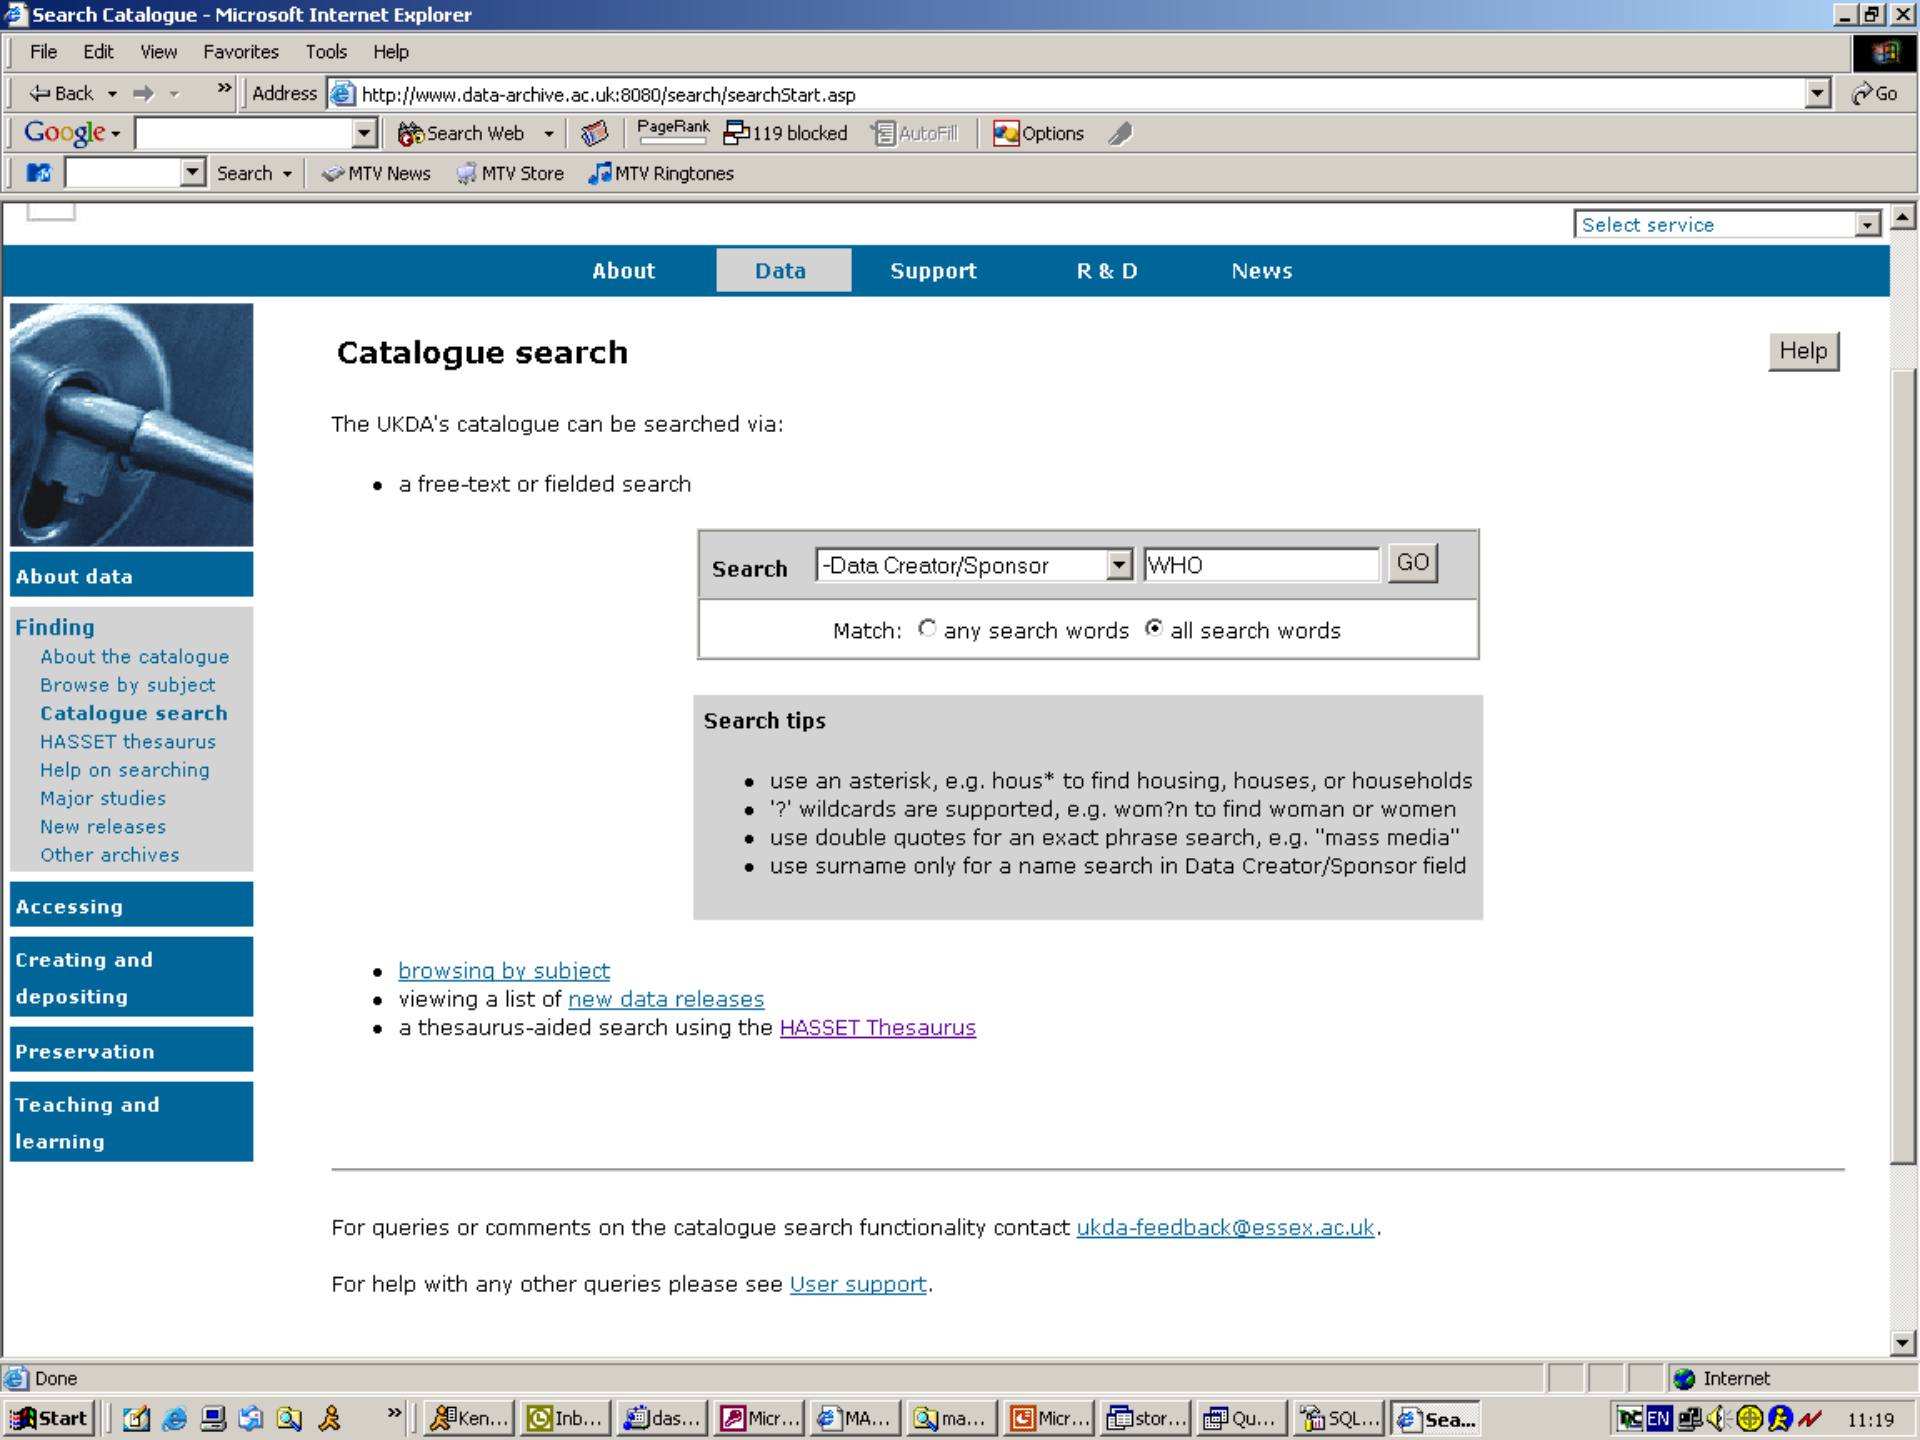 Search Catalogue - Microsoft Internet Explorer
File Edit View Favorites Tools Help
Back » Address http://www.data-archive.ac.uk:8080/search/searchStart.asp Go
Google Search Web PageRank 119 blocked AutoFill Options
Search MTV News MTV Store MTV Ringtones
Select service
About Data Support R & D News
Catalogue search Help
The UKDA's catalogue can be searched via:
• a free-text or fielded search
Search -Data Creator/Sponsor WHO GO
Match: any search words all search words
Search tips
• use an asterisk, e.g. hous* to find housing, houses, or households
• '?' wildcards are supported, e.g. wom?n to find woman or women
• use double quotes for an exact phrase search, e.g. "mass media"
• use surname only for a name search in Data Creator/Sponsor field
• browsing by subject
• viewing a list of new data releases
• a thesaurus-aided search using the HASSET Thesaurus
About data
Finding
About the catalogue
Browse by subject
Catalogue search
HASSET thesaurus
Help on searching
Major studies
New releases
Other archives
Accessing
Creating and
depositing
Preservation
Teaching and
learning
For queries or comments on the catalogue search functionality contact ukda-feedback@essex.ac.uk.
For help with any other queries please see User support.
Done Internet
Start » Ken... Inb... das... Micr... MA... ma... Micr... stor... Qu... SQL... Sea... EN 11:19